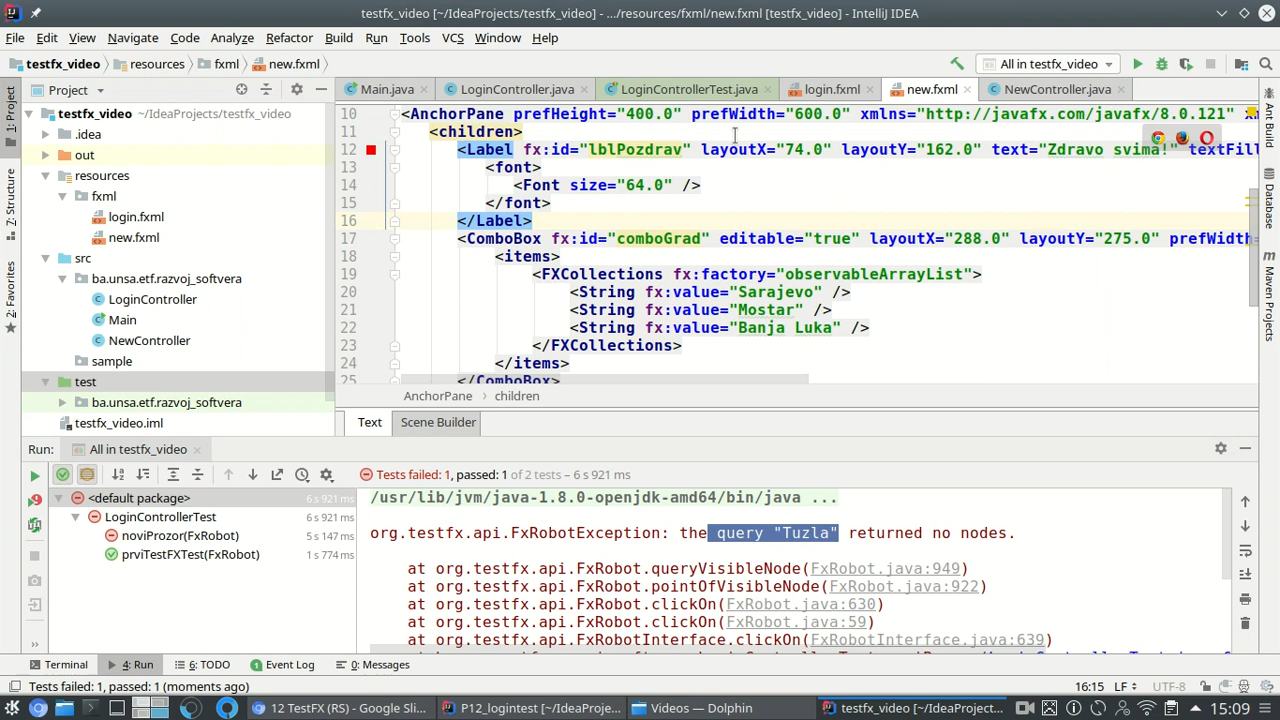 testfx_video [~/IdeaProjects/testfx_video] - .../resources/fxml/new.fxml [testfx_video] - IntelliJ IDEA
File Edit View Navigate Code Analyze Refactor Build Run Tools VCS Window Help
testfx_video resources fxml new.fxml All in testfx_video
Project Main.java LoginController.java LoginControllerTest.java login.fxml new.fxml NewController.java
1: Project
7: Structure
2: Favorites
testfx_video ~/IdeaProjects/testfx_video
.idea
out
resources
fxml
login.fxml
new.fxml
src
ba.unsa.etf.razvoj_softvera
LoginController
Main
NewController
sample
test
ba.unsa.etf.razvoj_softvera
testfx_video.iml
10 <AnchorPane prefHeight="400.0" prefWidth="600.0" xmlns="http://javafx.com/javafx/8.0.121"
11 <children>
12 <Label fx:id="lblPozdrav" layoutX="74.0" layoutY="162.0" text="Zdravo svima!" textFill
13 <font>
14 <Font size="64.0" />
15 </font>
16 </Label>
17 <ComboBox fx:id="comboGrad" editable="true" layoutX="288.0" layoutY="275.0" prefWidth=
18 <items>
19 <FXCollections fx:factory="observableArrayList">
20 <String fx:value="Sarajevo" />
21 <String fx:value="Mostar" />
22 <String fx:value="Banja Luka" />
23 </FXCollections>
24 </items>
25 </ComboBox>
AnchorPane › children
Text Scene Builder
Ant Build
Database
Maven Projects
Run: All in testfx_video
Tests failed: 1, passed: 1 of 2 tests – 6 s 921 ms
<default package> 6 s 921 ms
LoginControllerTest 6 s 921 ms
noviProzor(FxRobot) 5 s 147 ms
prviTestFXTest(FxRobot) 1 s 774 ms
/usr/lib/jvm/java-1.8.0-openjdk-amd64/bin/java ...
org.testfx.api.FxRobotException: the query "Tuzla" returned no nodes.
at org.testfx.api.FxRobot.queryVisibleNode(FxRobot.java:949)
at org.testfx.api.FxRobot.pointOfVisibleNode(FxRobot.java:922)
at org.testfx.api.FxRobot.clickOn(FxRobot.java:630)
at org.testfx.api.FxRobot.clickOn(FxRobot.java:59)
at org.testfx.api.FxRobotInterface.clickOn(FxRobotInterface.java:639)
Terminal 4: Run 6: TODO Event Log 0: Messages
Tests failed: 1, passed: 1 (moments ago) 16:15 LF UTF-8
12 TestFX (RS) - Google Sli... P12_logintest [~/IdeaProje... Videos — Dolphin testfx_video [~/IdeaProject... 15:09